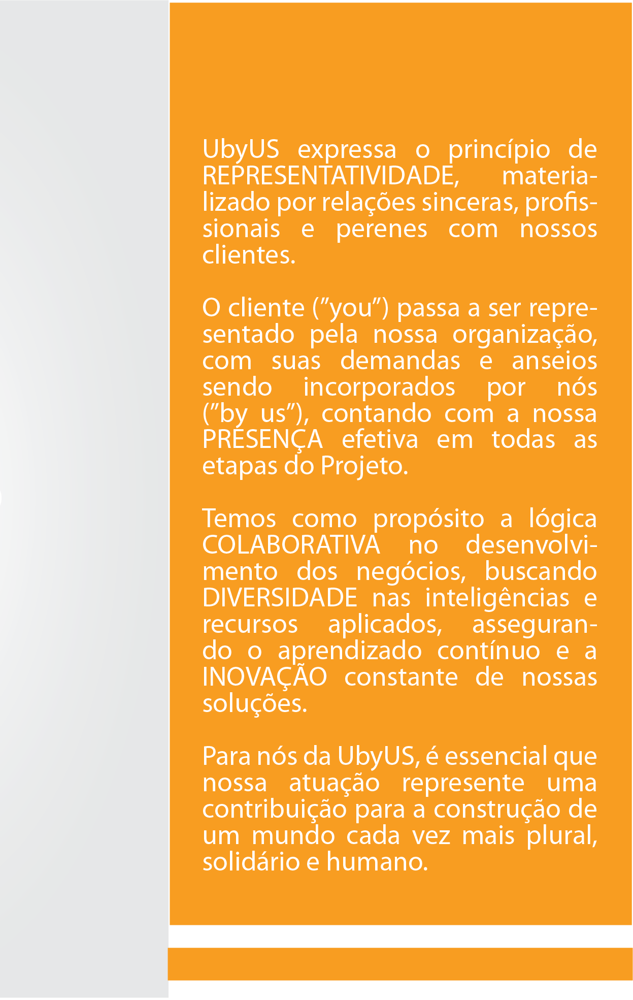 UbyUS expressa o princípio de
REPRESENTATIVIDADE, materia-
lizado por relações sinceras, profis-
sionais e perenes com nossos
clientes.
O cliente (”you”) passa a ser repre-
sentado pela nossa organização,
com suas demandas e anseios
sendo incorporados por nós
(”by us”), contando com a nossa
PRESENÇA efetiva em todas as
etapas do Projeto.
Temos como propósito a lógica
COLABORATIVA no desenvolvi-
mento dos negócios, buscando
DIVERSIDADE nas inteligências e
recursos aplicados, asseguran-
do o aprendizado contínuo e a
INOVAÇÃO constante de nossas
soluções.
Para nós da UbyUS, é essencial que
nossa atuação represente uma
contribuição para a construção de
um mundo cada vez mais plural,
solidário e humano.